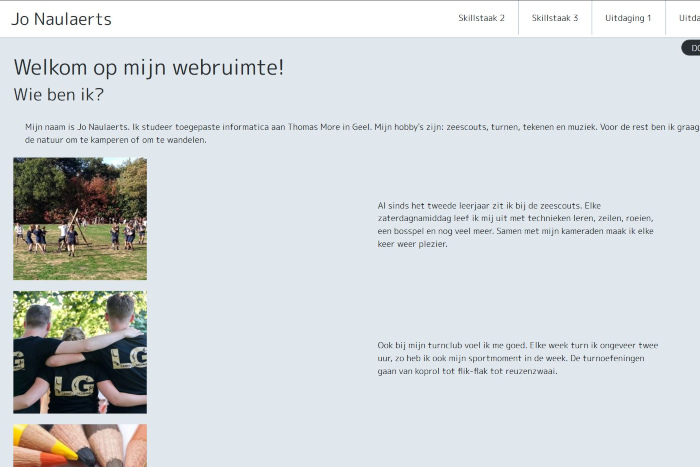 Jo Naulaerts
Skillstaak 2
Skillstaak 3
Uitdaging 1
Welkom op mijn webruimte!
Wie ben ik?
Mijn naam is Jo Naulaerts. Ik studeer toegepaste informatica aan Thomas More in Geel. Mijn hobby's zijn: zeescouts, turnen, tekenen en muziek. Voor de rest ben ik graag
de natuur om te kamperen of om te wandelen.
Al sinds het tweede leerjaar zit ik bij de zeescouts. Elke
zaterdagnamiddag leef ik mij uit met technieken leren, zeilen, roeien,
een bosspel en nog veel meer. Samen met mijn kameraden maak ik elke
keer weer plezier.
LG
LG
Ook bij mijn turnclub voel ik me goed. Elke week turn ik ongeveer twee
uur, zo heb ik ook mijn sportmoment in de week. De turnoefeningen
gaan van koprol tot flik-flak tot reuzenzwaai.